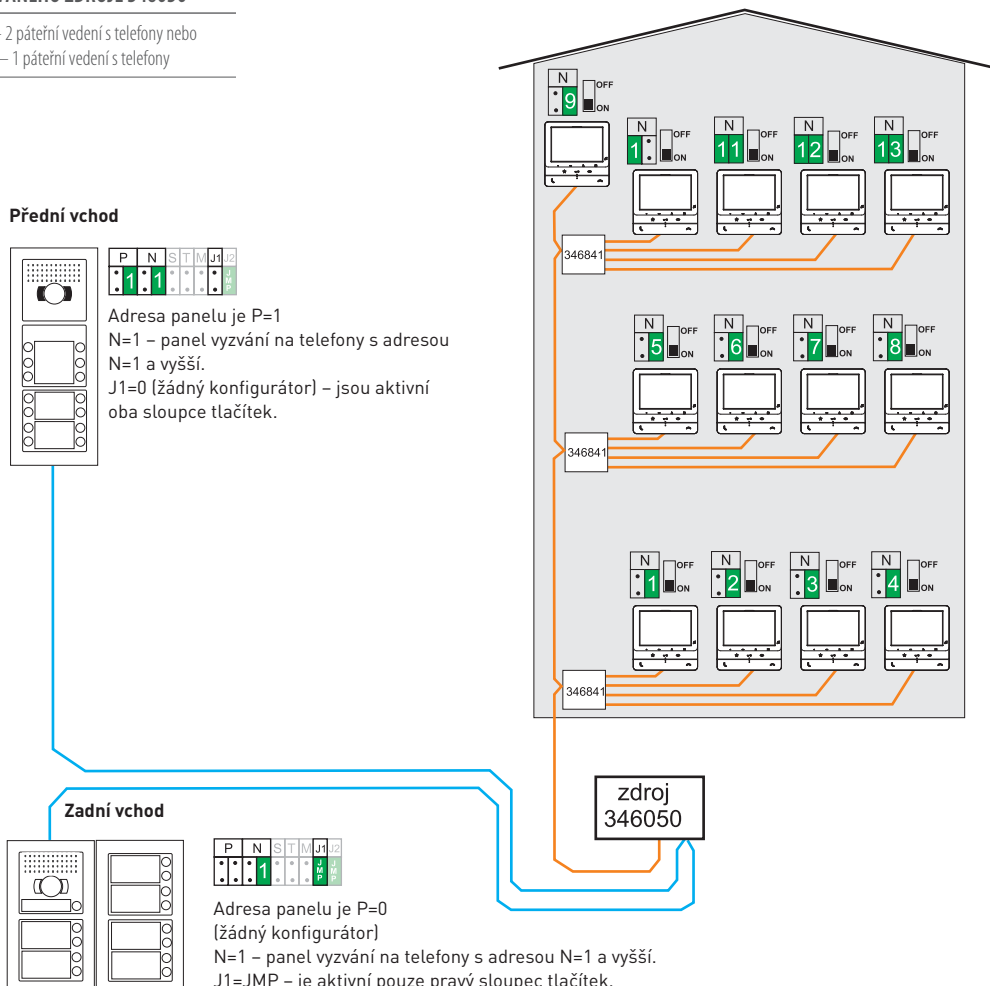 - 2 páteřní vedení s telefony nebo
– 1 páteřní vedení s telefony
N
9
OFF
ON
N
1
OFF
ON
N
11
OFF
ON
N
12
OFF
ON
N
13
OFF
ON
346841
Přední vchod
P N S T M J1 J2
1 1 JMP
Adresa panelu je P=1
N=1 – panel vyzvání na telefony s adresou
N=1 a vyšší.
J1=0 (žádný konfigurátor) – jsou aktivní
oba sloupce tlačítek.
N
5
OFF
ON
N
6
OFF
ON
N
7
OFF
ON
N
8
OFF
ON
346841
N
1
OFF
ON
N
2
OFF
ON
N
3
OFF
ON
N
4
OFF
ON
346841
zdroj
346050
Zadní vchod
P N S T M J1 J2
1 JMP JMP
Adresa panelu je P=0
(žádný konfigurátor)
N=1 – panel vyzvání na telefony s adresou N=1 a vyšší.
J1=JMP – je aktivní pouze pravý sloupec tlačítek.